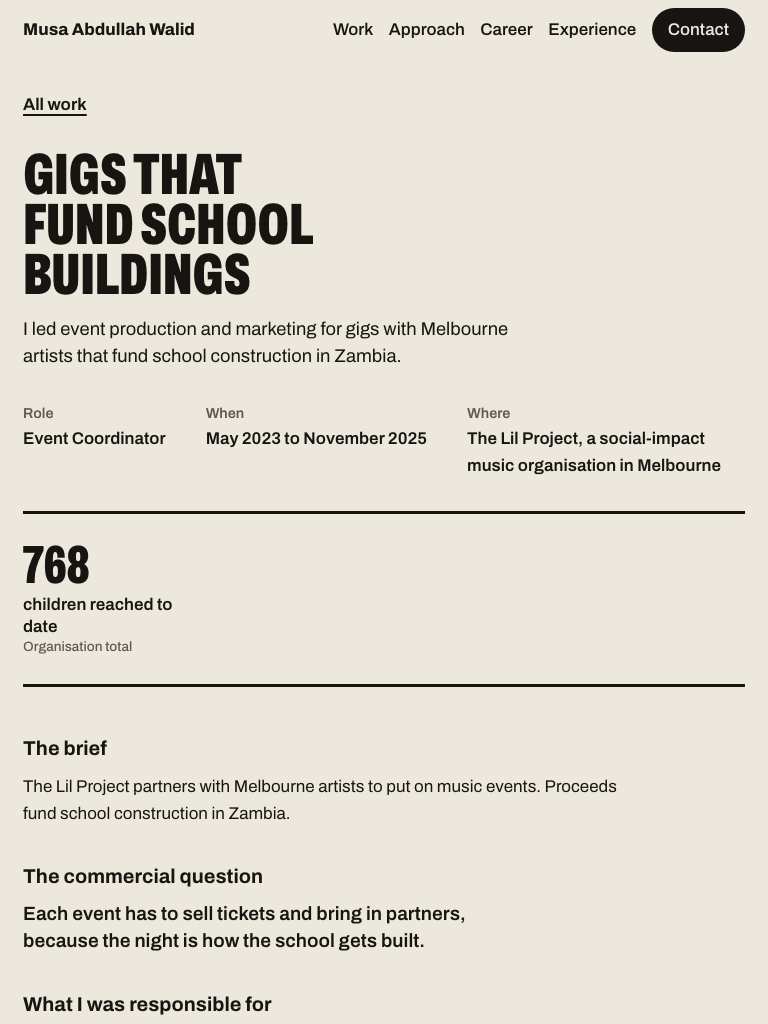 Musa Abdullah Walid
Work Approach Career Experience Contact
All work
GIGS THAT
FUND SCHOOL
BUILDINGS
I led event production and marketing for gigs with Melbourne
artists that fund school construction in Zambia.
Role
Event Coordinator
When
May 2023 to November 2025
Where
The Lil Project, a social-impact
music organisation in Melbourne
768
children reached to
date
Organisation total
The brief
The Lil Project partners with Melbourne artists to put on music events. Proceeds
fund school construction in Zambia.
The commercial question
Each event has to sell tickets and bring in partners,
because the night is how the school gets built.
What I was responsible for